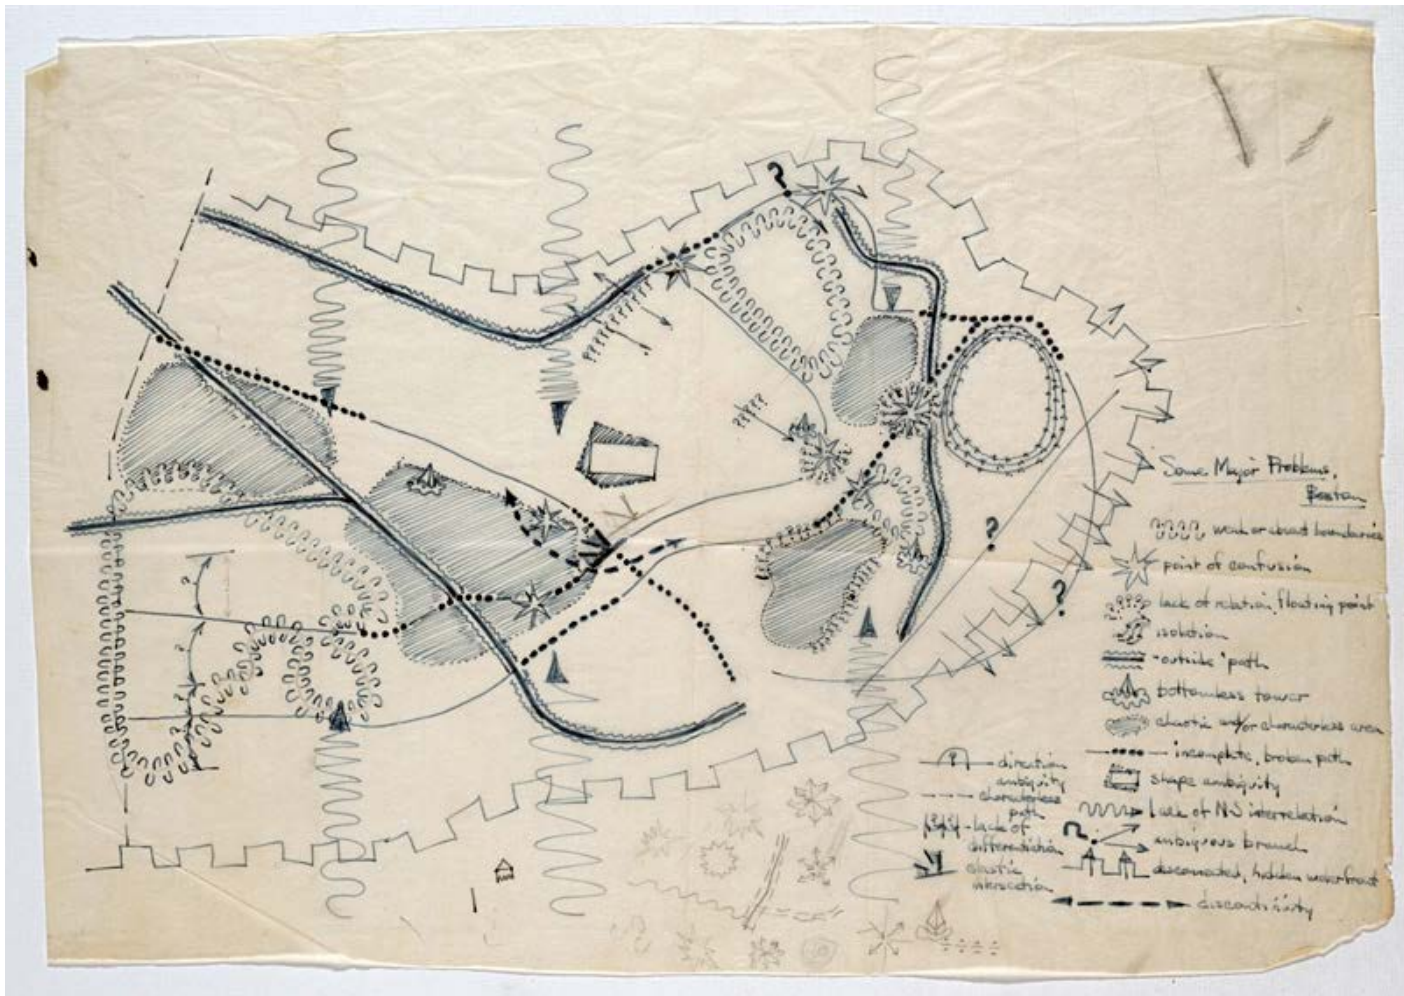 Some Major Problems,
Boston
weak or absent boundaries
point of confusion
lack of relation, floating point
isolation
"outside" path
bottomless tower
chaotic and/or characterless area
incomplete, broken path
shape ambiguity
lack of N-S interrelation
ambiguous branch
disconnected, hidden waterfront
discontinuity
direction
ambiguity
characterless
path
lack of
differentiation
chaotic
intersection
?
?
?